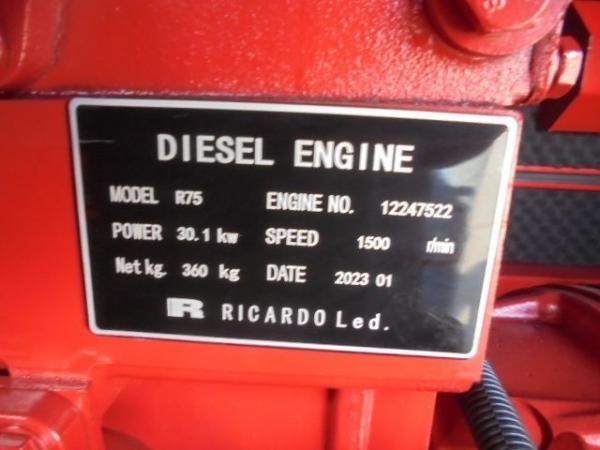 DIESEL ENGINE
MODEL R75 ENGINE NO. 12247522
POWER 30.1 kw SPEED 1500 r/min
Net kg. 360 kg DATE 2023 01
R RICARDO Led.